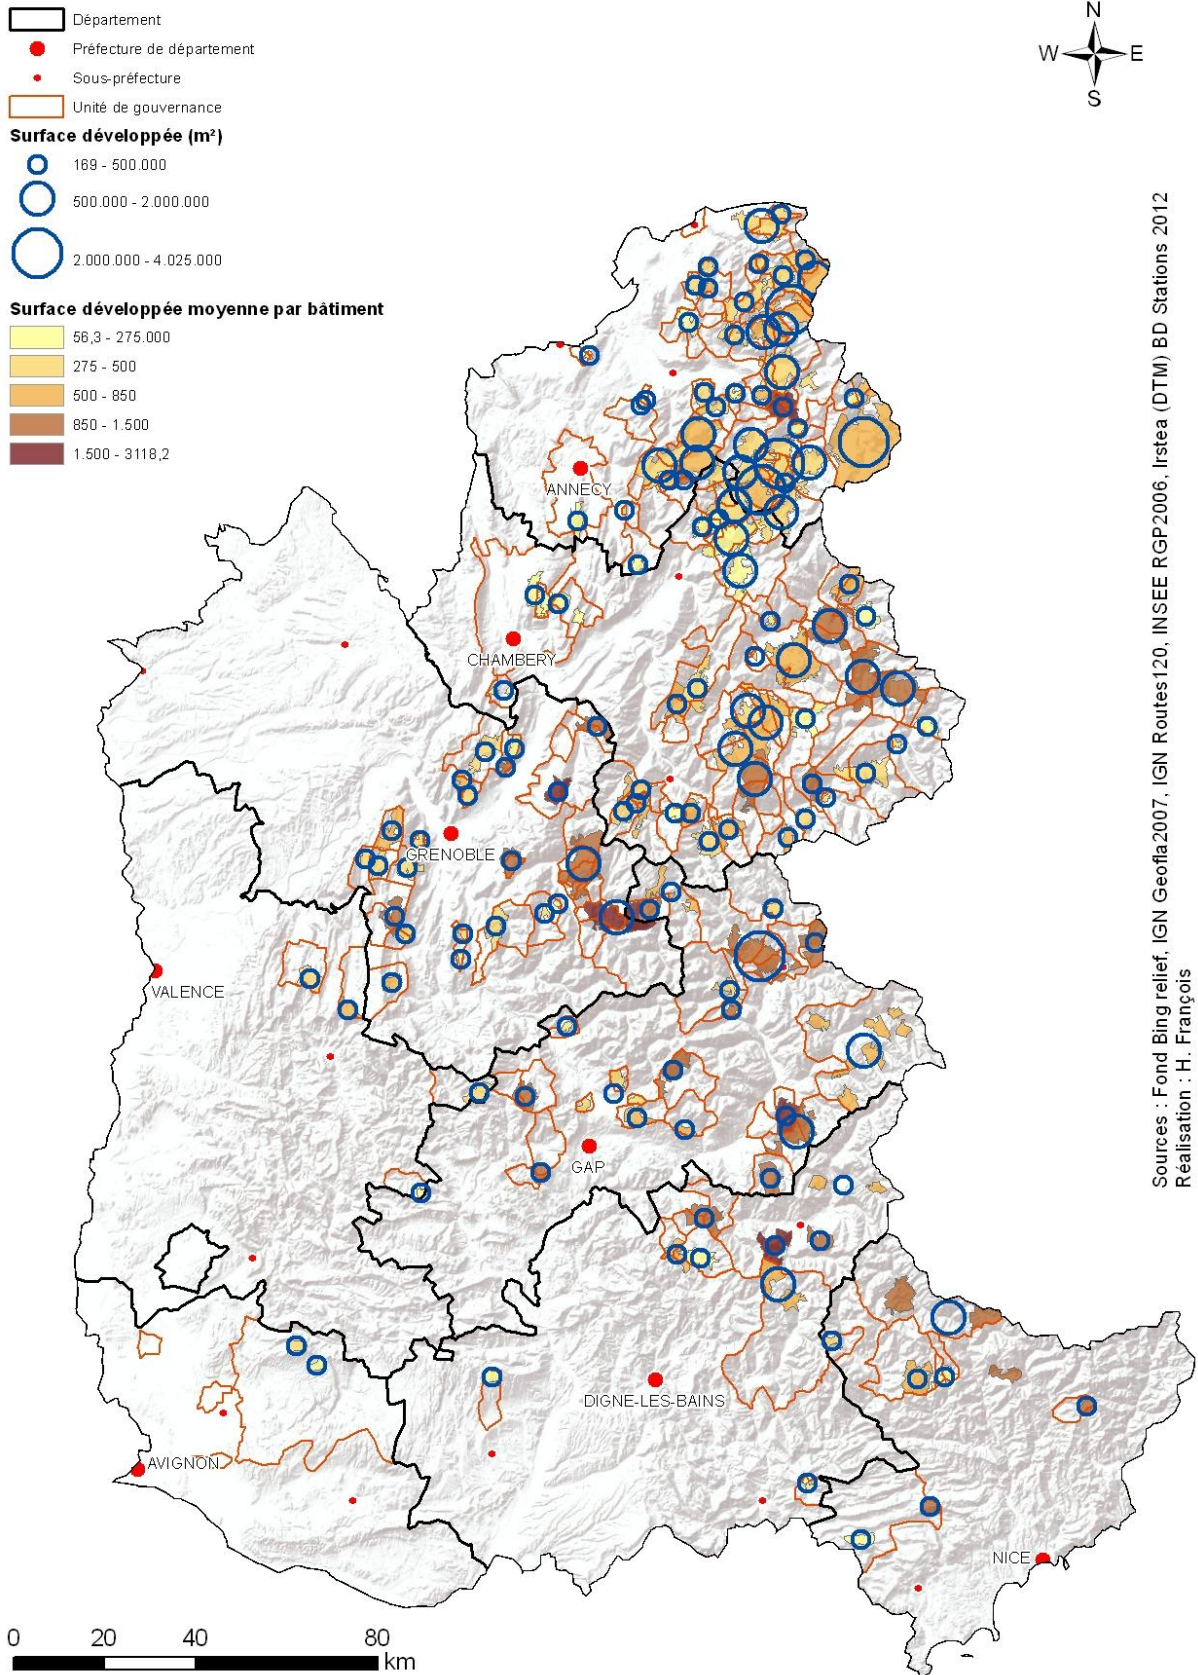 Département
Préfecture de département
Sous-préfecture
Unité de gouvernance
Surface développée (m²)
169 - 500.000
500.000 - 2.000.000
2.000.000 - 4.025.000
Surface développée moyenne par bâtiment
56,3 - 275.000
275 - 500
500 - 850
850 - 1.500
1.500 - 3118,2
N
W E
S
ANNECY
CHAMBERY
GRENOBLE
VALENCE
GAP
DIGNE-LES-BAINS
AVIGNON
NICE
0 20 40 80
km
Sources : Fond Bing relief, IGN Geofla2007, IGN Routes120, INSEE RGP2006, Irstea (DTM) BD Stations 2012
Réalisation : H. François